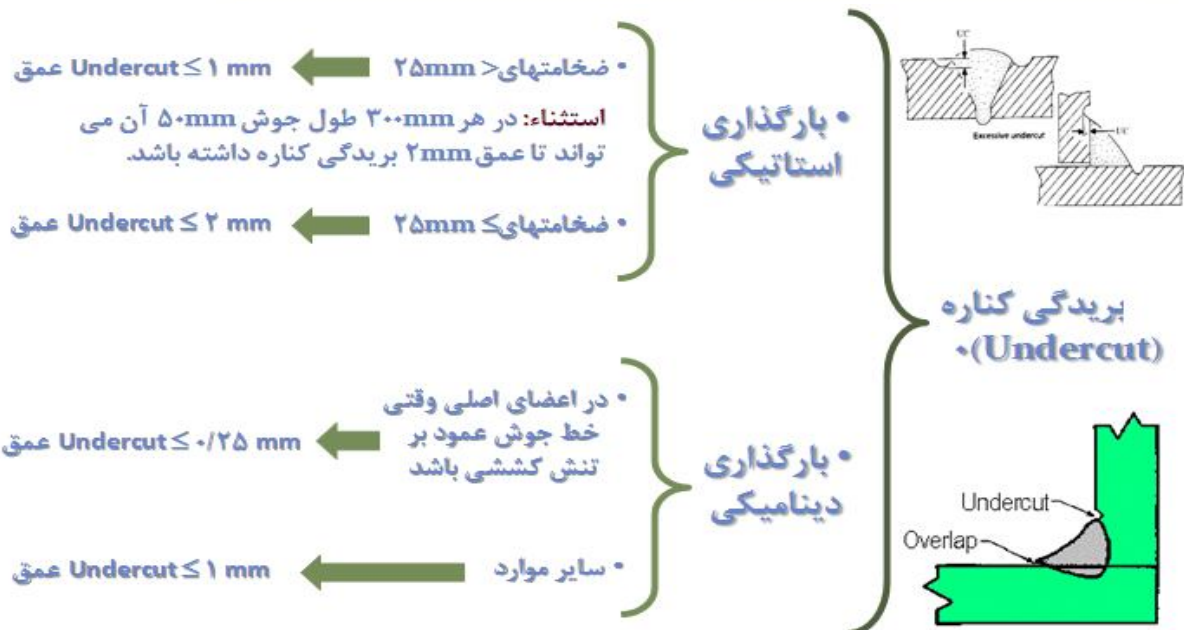 بریدگی کناره
(Undercut)•
• بارگذاری
استاتیکی
• ضخامتهای< ۲۵mm
عمق Undercut ≤ ۱ mm
استثناء: در هر ۳۰۰mm طول جوش ۵۰mm آن می
تواند تا عمق ۲mm بریدگی کناره داشته باشد.
• ضخامتهای≥ ۲۵mm
عمق Undercut ≤ ۲ mm
• بارگذاری
دینامیکی
• در اعضای اصلی وقتی
خط جوش عمود بر
تنش کششی باشد
عمق Undercut ≤ ۰/۲۵ mm
• سایر موارد
عمق Undercut ≤ ۱ mm
UC
Excessive undercut
UC
Undercut
Overlap